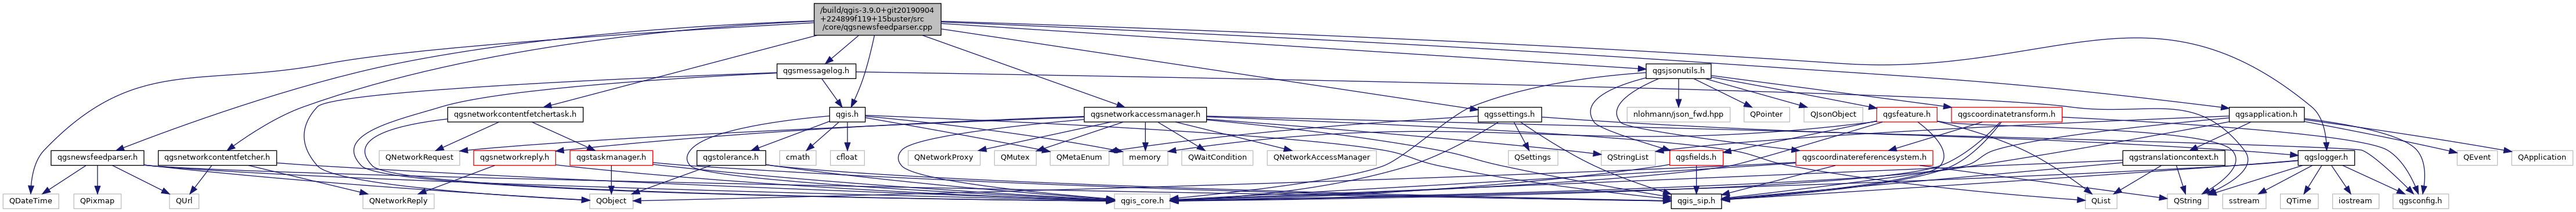 /build/qgis-3.9.0+git20190904
+224899f119+15buster/src
/core/qgsnewsfeedparser.cpp
qgsmessagelog.h
qgsjsonutils.h
qgsnetworkcontentfetchertask.h
qgis.h
qgsnetworkaccessmanager.h
qgssettings.h
nlohmann/json_fwd.hpp
QPointer
QJsonObject
qgsfeature.h
qgscoordinatetransform.h
qgsapplication.h
qgsnewsfeedparser.h
qgsnetworkcontentfetcher.h
QNetworkRequest
qgsnetworkreply.h
qgstaskmanager.h
qgstolerance.h
cmath
cfloat
QNetworkProxy
QMutex
QMetaEnum
memory
QWaitCondition
QNetworkAccessManager
QSettings
QStringList
qgsfields.h
qgscoordinatereferencesystem.h
qgstranslationcontext.h
qgslogger.h
QEvent
QApplication
QDateTime
QPixmap
QUrl
QNetworkReply
QObject
qgis_core.h
qgis_sip.h
QList
QString
sstream
QTime
iostream
qgsconfig.h